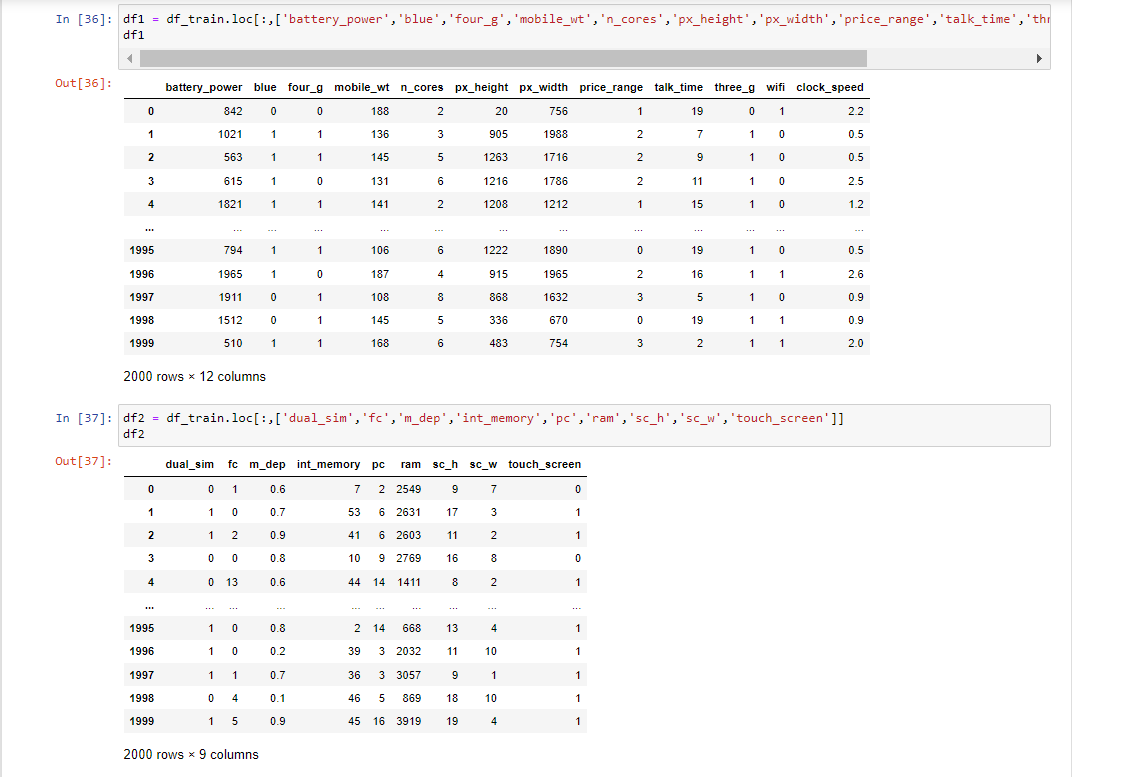 In [36]: df1 = df_train.loc[:,['battery_power','blue','four_g','mobile_wt','n_cores','px_height','px_width','price_range','talk_time','thr
df1
Out[36]:
battery_power blue four_g mobile_wt n_cores px_height px_width price_range talk_time three_g wifi clock_speed
0 842 0 0 188 2 20 756 1 19 0 1 2.2
1 1021 1 1 136 3 905 1988 2 7 1 0 0.5
2 563 1 1 145 5 1263 1716 2 9 1 0 0.5
3 615 1 0 131 6 1216 1786 2 11 1 0 2.5
4 1821 1 1 141 2 1208 1212 1 15 1 0 1.2
... ... ... ... ... ... ... ... ... ... ... ... ...
1995 794 1 1 106 6 1222 1890 0 19 1 0 0.5
1996 1965 1 0 187 4 915 1965 2 16 1 1 2.6
1997 1911 0 1 108 8 868 1632 3 5 1 0 0.9
1998 1512 0 1 145 5 336 670 0 19 1 1 0.9
1999 510 1 1 168 6 483 754 3 2 1 1 2.0
2000 rows × 12 columns
In [37]: df2 = df_train.loc[:,['dual_sim','fc','m_dep','int_memory','pc','ram','sc_h','sc_w','touch_screen']]
df2
Out[37]:
dual_sim fc m_dep int_memory pc ram sc_h sc_w touch_screen
0 0 1 0.6 7 2 2549 9 7 0
1 1 0 0.7 53 6 2631 17 3 1
2 1 2 0.9 41 6 2603 11 2 1
3 0 0 0.8 10 9 2769 16 8 0
4 0 13 0.6 44 14 1411 8 2 1
... ... ... ... ... ... ... ... ... ...
1995 1 0 0.8 2 14 668 13 4 1
1996 1 0 0.2 39 3 2032 11 10 1
1997 1 1 0.7 36 3 3057 9 1 1
1998 0 4 0.1 46 5 869 18 10 1
1999 1 5 0.9 45 16 3919 19 4 1
2000 rows × 9 columns